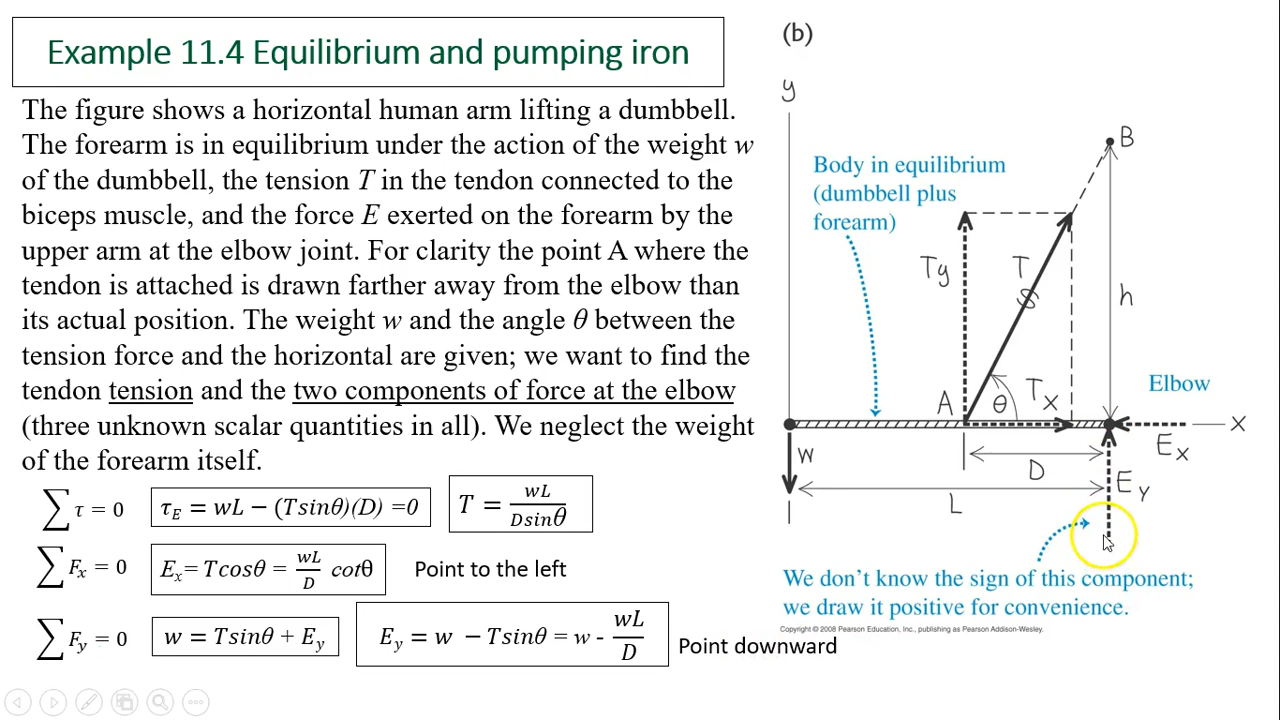 Example 11.4 Equilibrium and pumping iron
The figure shows a horizontal human arm lifting a dumbbell.
The forearm is in equilibrium under the action of the weight w
of the dumbbell, the tension T in the tendon connected to the
biceps muscle, and the force E exerted on the forearm by the
upper arm at the elbow joint. For clarity the point A where the
tendon is attached is drawn farther away from the elbow than
its actual position. The weight w and the angle θ between the
tension force and the horizontal are given; we want to find the
tendon tension and the two components of force at the elbow
(three unknown scalar quantities in all). We neglect the weight
of the forearm itself.
∑ τ = 0
τ_E = wL − (Tsinθ)(D) =0
T = wL/Dsinθ
∑ F_x = 0
E_x= Tcosθ = wL/D cotθ
Point to the left
∑ F_y = 0
w = Tsinθ + E_y
E_y = w − Tsinθ = w - wL/D
Point downward
(b)
y
B
Body in equilibrium
(dumbbell plus
forearm)
Ty
T
h
Elbow
A
θ
Tx
x
Ex
w
D
Ey
L
We don't know the sign of this component;
we draw it positive for convenience.
Copyright © 2008 Pearson Education, Inc., publishing as Pearson Addison-Wesley.